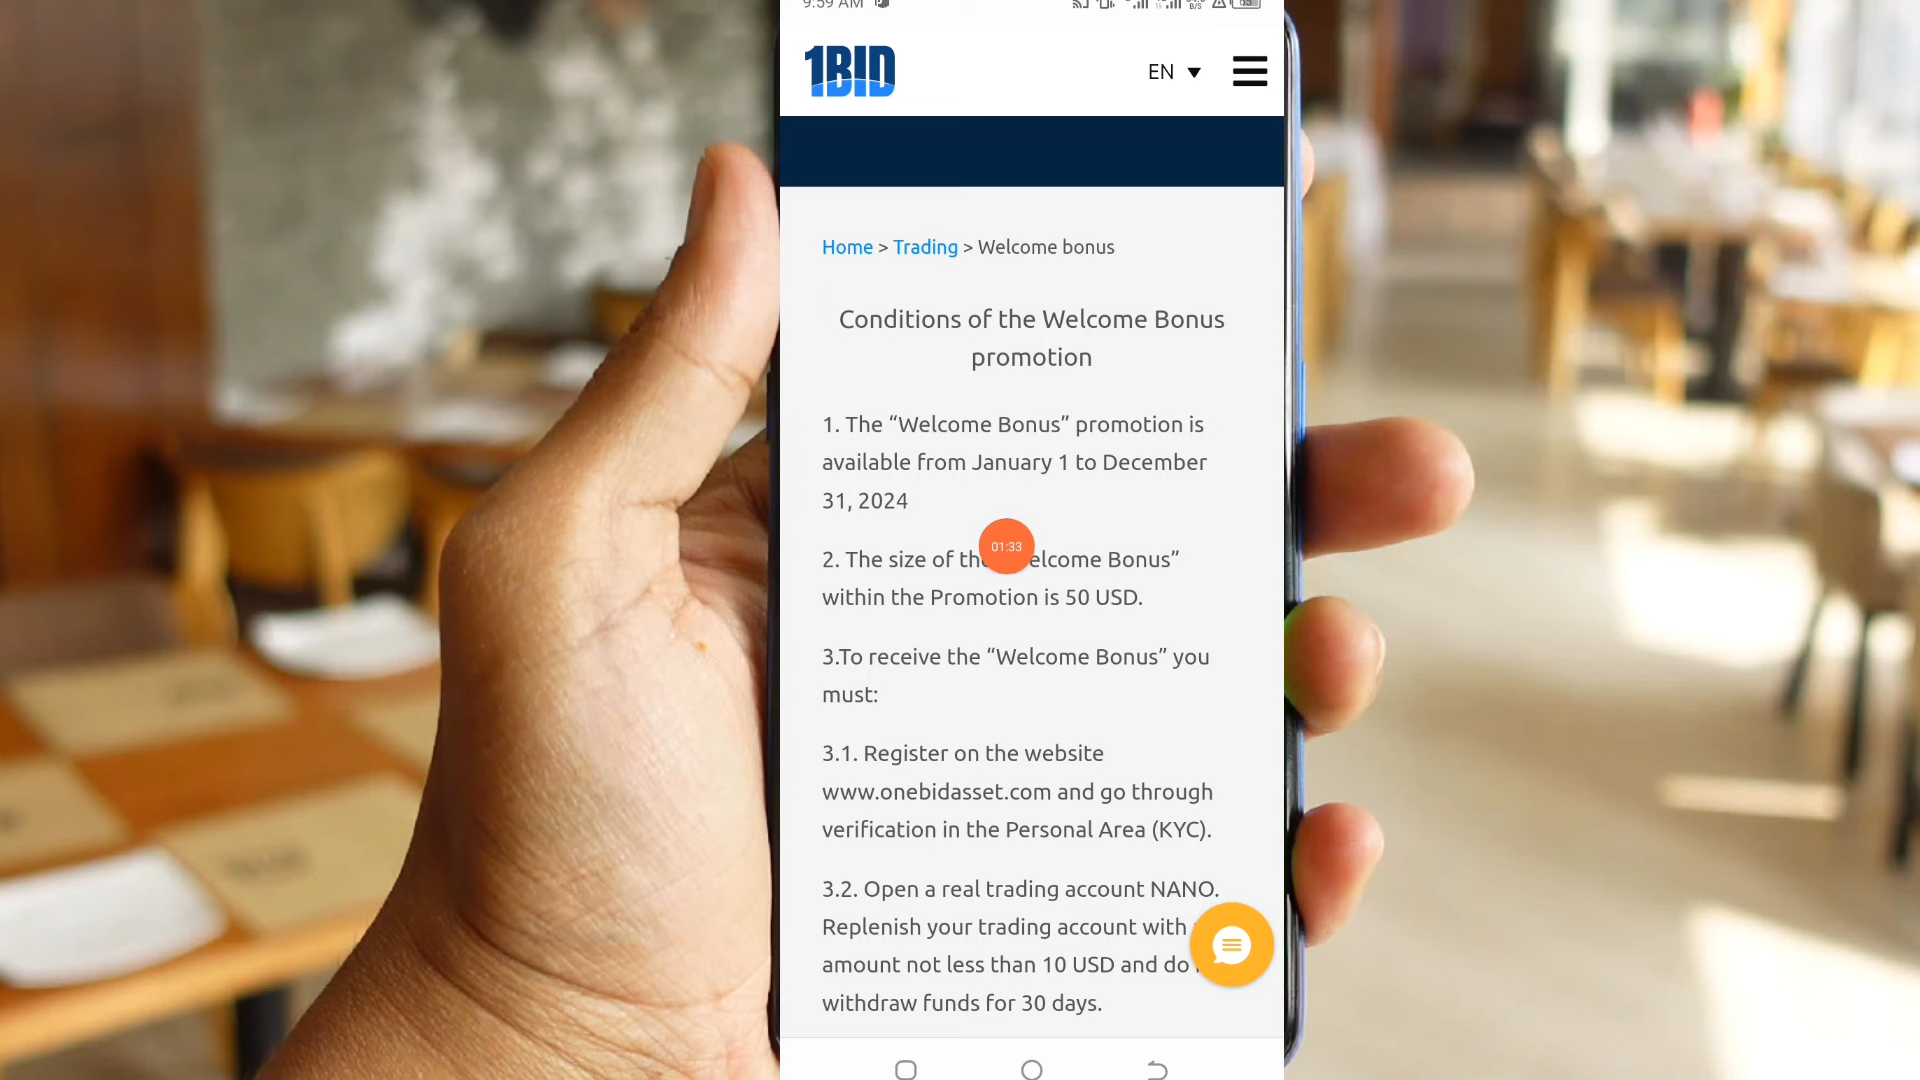 9:59 AM
B/S
65
1BID
EN
Home > Trading > Welcome bonus
Conditions of the Welcome Bonus
promotion
1. The “Welcome Bonus” promotion is
available from January 1 to December
31, 2024
01:33
2. The size of the elcome Bonus”
within the Promotion is 50 USD.
3.To receive the “Welcome Bonus” you
must:
3.1. Register on the website
www.onebidasset.com and go through
verification in the Personal Area (KYC).
3.2. Open a real trading account NANO.
Replenish your trading account with
amount not less than 10 USD and do
withdraw funds for 30 days.